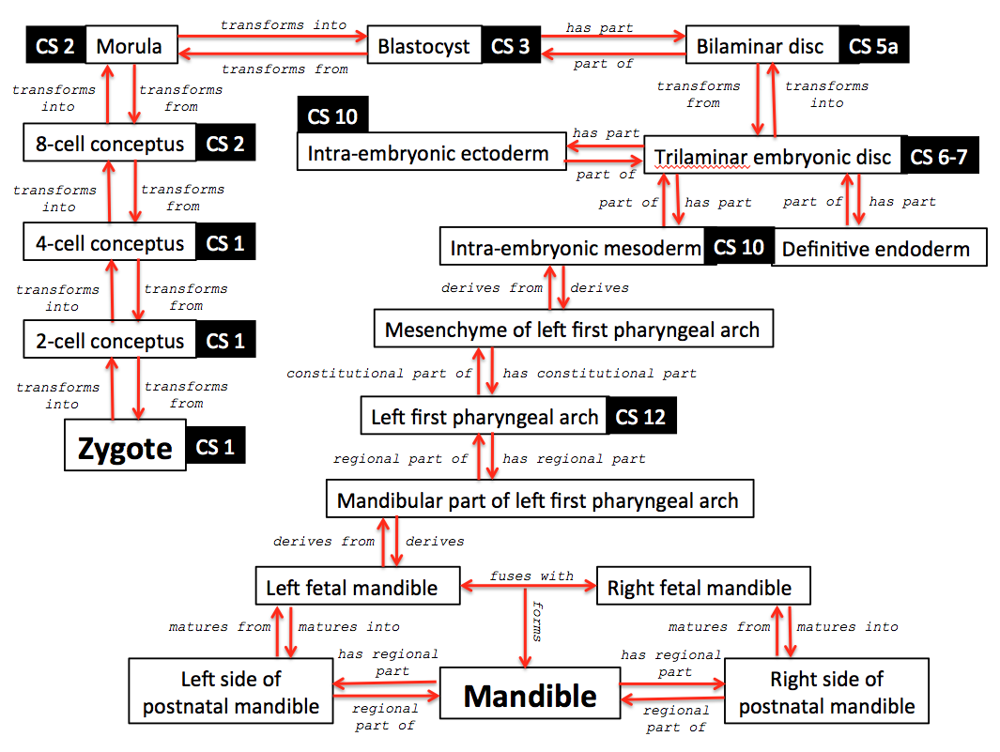 transforms into
CS 2 Morula
Blastocyst CS 3
has part
Bilaminar disc CS 5a
transforms from
part of
transforms
into
transforms
from
transforms
from
transforms
into
CS 10
8-cell conceptus CS 2
Intra-embryonic ectoderm
has part
part of
Trilaminar embryonic disc CS 6-7
transforms
into
transforms
from
part of
has part
part of
has part
4-cell conceptus CS 1
Intra-embryonic mesoderm CS 10
Definitive endoderm
transforms
into
transforms
from
derives from
derives
2-cell conceptus CS 1
Mesenchyme of left first pharyngeal arch
transforms
into
transforms
from
constitutional part of
has constitutional part
Zygote CS 1
Left first pharyngeal arch CS 12
regional part of
has regional part
Mandibular part of left first pharyngeal arch
derives from
derives
Left fetal mandible
fuses with
Right fetal mandible
forms
matures from
matures into
matures from
matures into
Left side of
postnatal mandible
has regional
part
regional
part of
Mandible
has regional
part
regional
part of
Right side of
postnatal mandible